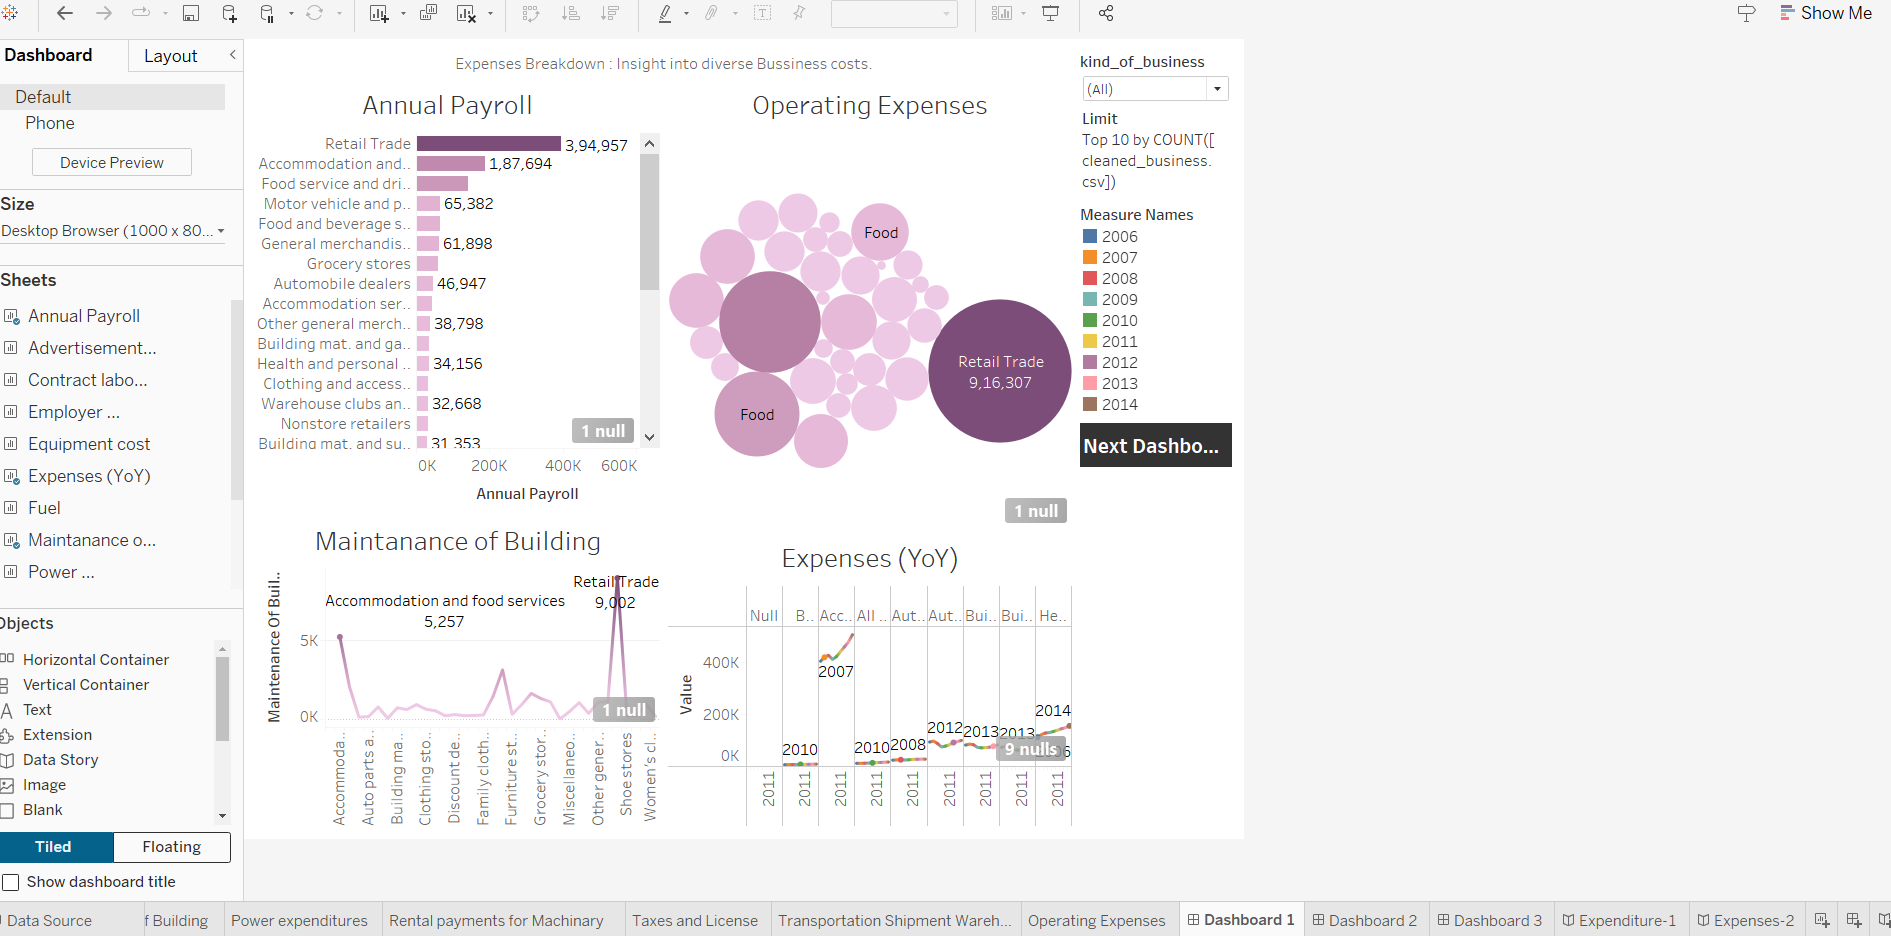 Show Me
Dashboard
Layout
Default
Phone
Device Preview
Size
Desktop Browser (1000 x 80...
Sheets
Annual Payroll
Advertisement...
Contract labo...
Employer ...
Equipment cost
Expenses (YoY)
Fuel
Maintanance o...
Power ...
Objects
Horizontal Container
Vertical Container
Text
Extension
Data Story
Image
Blank
Tiled
Floating
Show dashboard title
Expenses Breakdown : Insight into diverse Bussiness costs.
Annual Payroll
Retail Trade 3,94,957
Accommodation and.. 1,87,694
Food service and dri..
Motor vehicle and p.. 65,382
Food and beverage s..
General merchandis.. 61,898
Grocery stores
Automobile dealers 46,947
Accommodation ser..
Other general merch.. 38,798
Building mat. and ga..
Health and personal .. 34,156
Clothing and access..
Warehouse clubs an.. 32,668
Nonstore retailers
Building mat. and su.. 31,353
1 null
0K 200K 400K 600K
Annual Payroll
Operating Expenses
Food
Retail Trade
9,16,307
Food
1 null
kind_of_business
(All)
Limit
Top 10 by COUNT([
cleaned_business.
csv])
Measure Names
2006
2007
2008
2009
2010
2011
2012
2013
2014
Next Dashbo...
Maintanance of Building
Maintenance Of Buil..
Retail Trade
9,002
Accommodation and food services
5,257
5K
0K
1 null
Accommoda..
Auto parts a..
Building ma..
Clothing sto..
Discount de..
Family cloth..
Furniture st..
Grocery stor..
Miscellaneo..
Other gener..
Shoe stores
Women's cl..
Expenses (YoY)
Null B.. Acc.. All .. Aut.. Aut.. Bui.. Bui.. He..
Value
400K
200K
0K
2007
2010
2010
2008
2012
2013
2013
2014
9 nulls
2011 2011 2011 2011 2011 2011 2011 2011 2011
Data Source
f Building
Power expenditures
Rental payments for Machinary
Taxes and License
Transportation Shipment Wareh...
Operating Expenses
Dashboard 1
Dashboard 2
Dashboard 3
Expenditure-1
Expenses-2